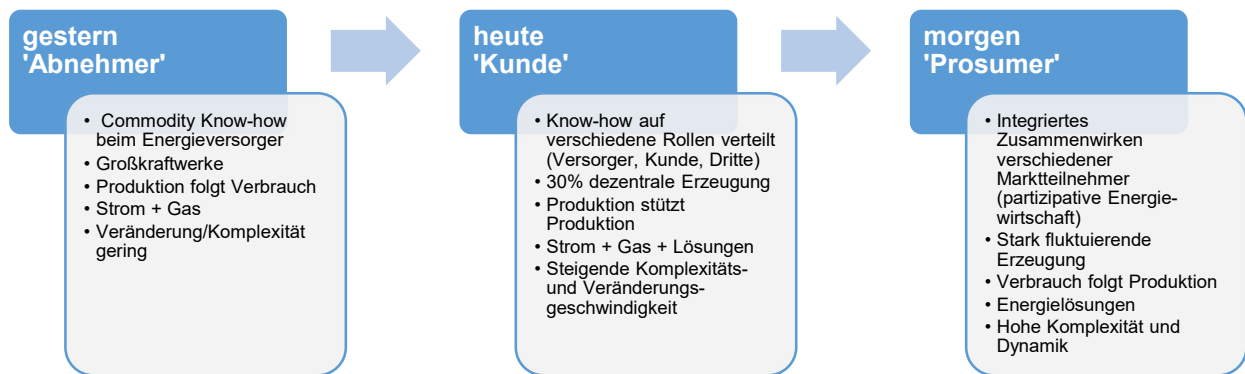 gestern
'Abnehmer'
• Commodity Know-how
beim Energieversorger
• Großkraftwerke
• Produktion folgt Verbrauch
• Strom + Gas
• Veränderung/Komplexität
gering
heute
'Kunde'
• Know-how auf
verschiedene Rollen verteilt
(Versorger, Kunde, Dritte)
• 30% dezentrale Erzeugung
• Produktion stützt
Produktion
• Strom + Gas + Lösungen
• Steigende Komplexitäts-
und Veränderungs-
geschwindigkeit
morgen
'Prosumer'
• Integriertes
Zusammenwirken
verschiedener
Marktteilnehmer
(partizipative Energie-
wirtschaft)
• Stark fluktuierende
Erzeugung
• Verbrauch folgt Produktion
• Energielösungen
• Hohe Komplexität und
Dynamik